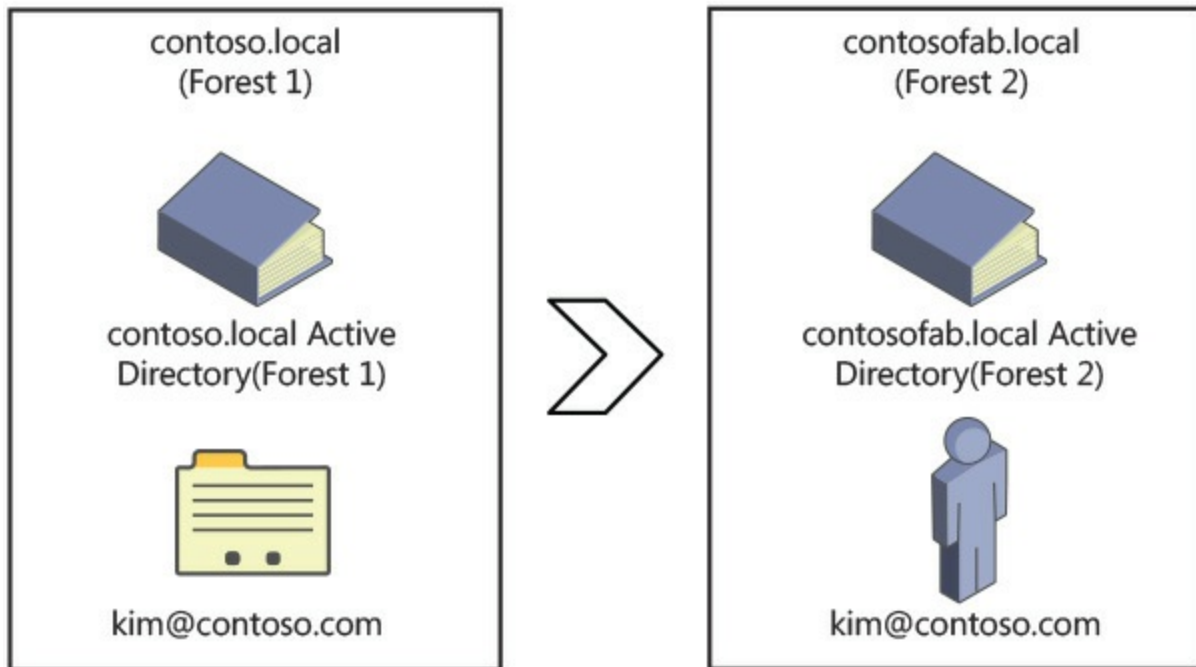 contoso.local
(Forest 1)
contoso.local Active
Directory(Forest 1)
kim@contoso.com
contosofab.local
(Forest 2)
contosofab.local Active
Directory(Forest 2)
kim@contoso.com